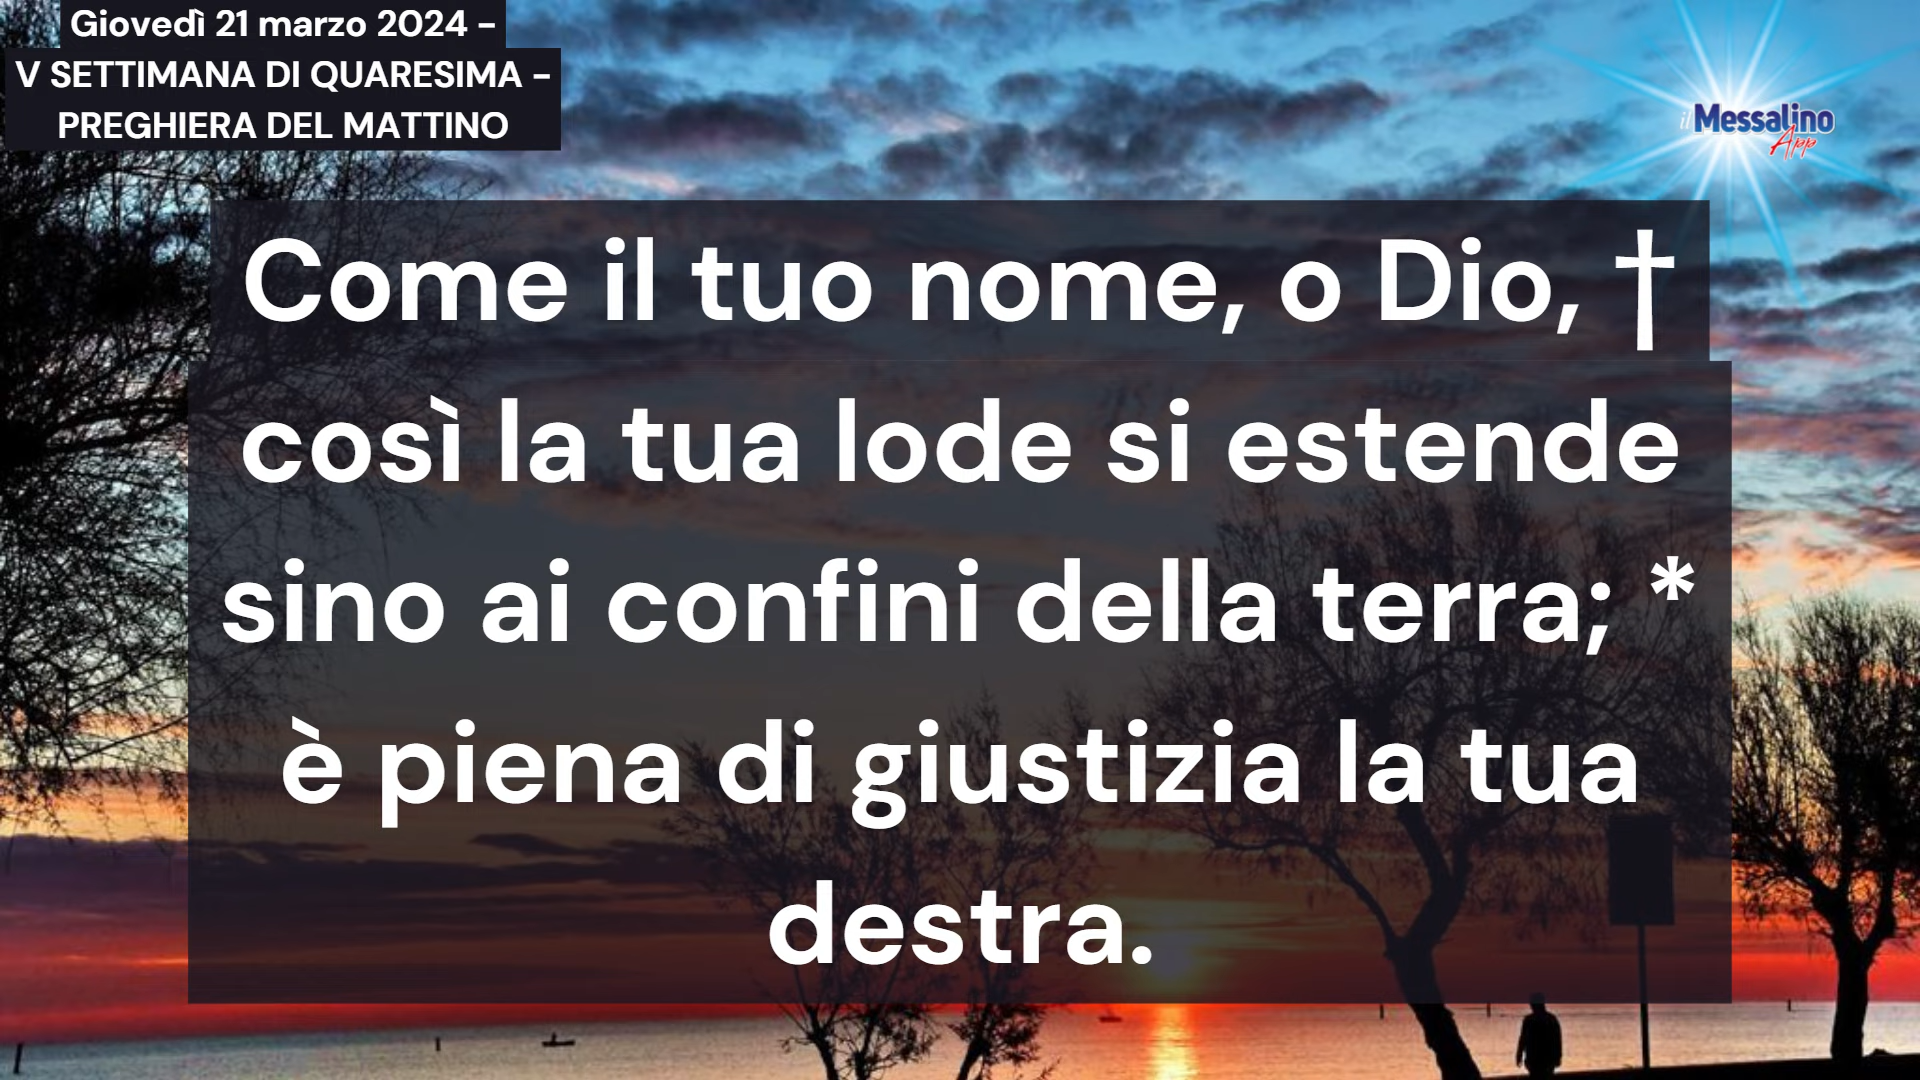 Giovedì 21 marzo 2024 –
V SETTIMANA DI QUARESIMA –
PREGHIERA DEL MATTINO
il Messalino
App
Come il tuo nome, o Dio, †
così la tua lode si estende
sino ai confini della terra; *
è piena di giustizia la tua
destra.